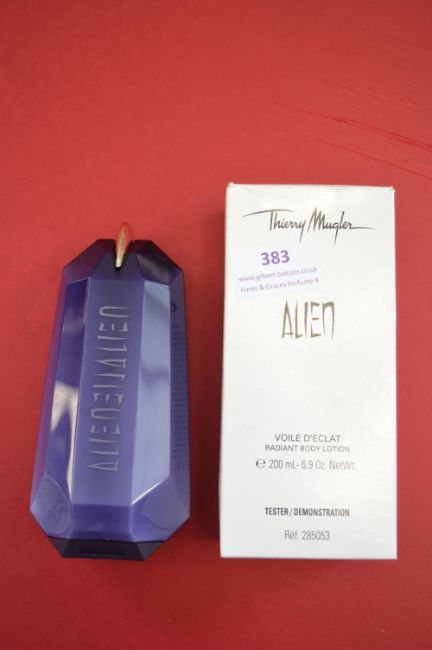 Thierry Mugler
383
www.gilbert-baitson.co.uk
Hares & Graces Perfume 4
ALIEN
VOILE D'ECLAT
RADIANT BODY LOTION
℮ 200 mL- 6.9 Oz. NetWt.
TESTER / DEMONSTRATION
Réf. 285053
ALIEN